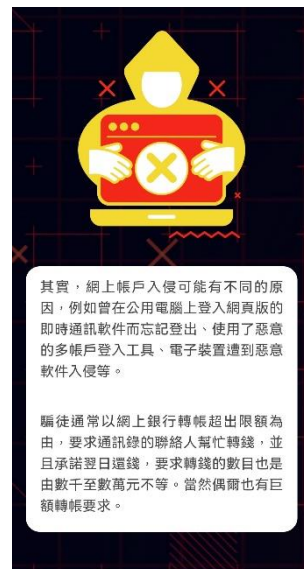 其實，網上帳戶入侵可能有不同的原
因，例如曾在公用電腦上登入網頁版的
即時通訊軟件而忘記登出、使用了惡意
的多帳戶登入工具、電子裝置遭到惡意
軟件入侵等。
騙徒通常以網上銀行轉帳超出限額為
由，要求通訊錄的聯絡人幫忙轉錢，並
且承諾翌日還錢，要求轉錢的數目也是
由數千至數萬元不等。當然偶爾也有巨
額轉帳要求。